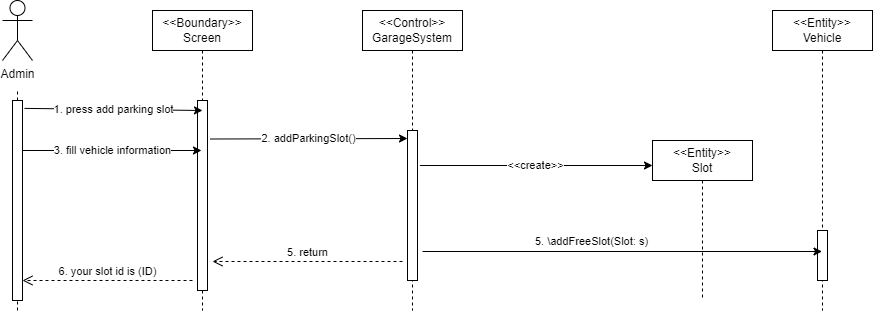 <<Boundary>>
Screen
<<Control>>
GarageSystem
<<Entity>>
Vehicle
Admin
1. press add parking slot
2. addParkingSlot()
3. fill vehicle information
<<create>>
<<Entity>>
Slot
5. \addFreeSlot(Slot: s)
5. return
6. your slot id is (ID)